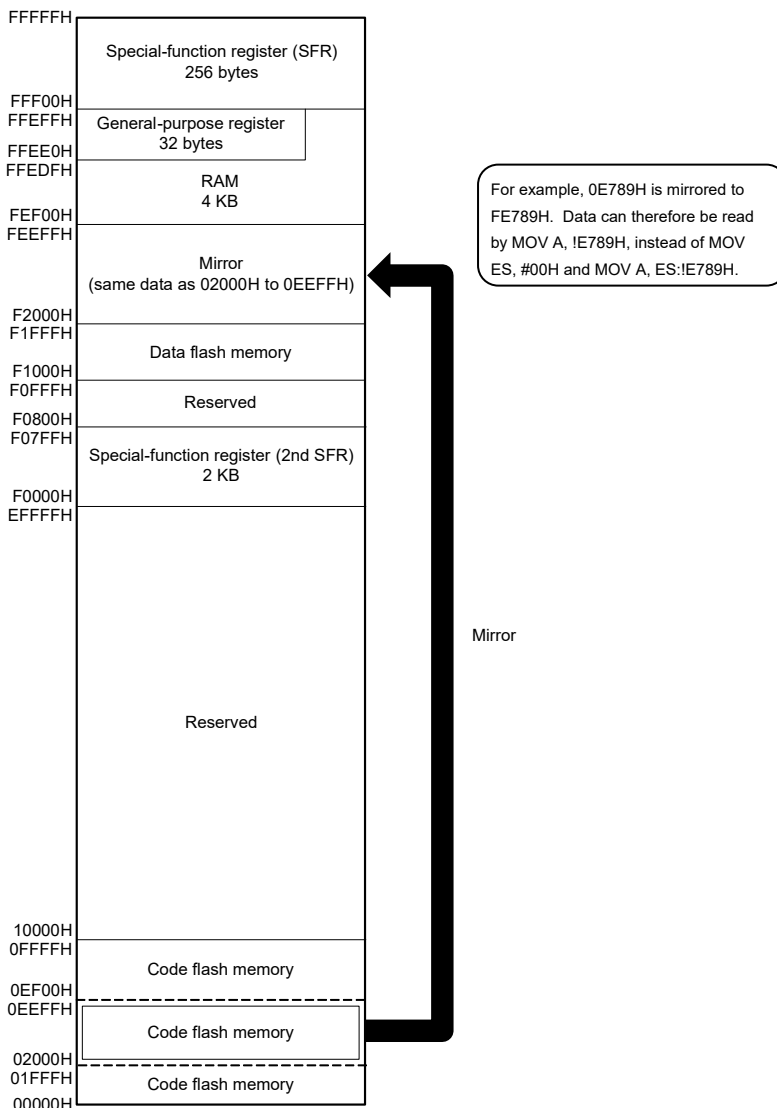 FFFFFH
Special-function register (SFR)
256 bytes
FFF00H
FFEFFH
General-purpose register
32 bytes
FFEE0H
FFEDFH
RAM
4 KB
FEF00H
FEEFFH
Mirror
(same data as 02000H to 0EEFFH)
F2000H
F1FFFH
Data flash memory
F1000H
F0FFFH
Reserved
F0800H
F07FFH
Special-function register (2nd SFR)
2 KB
F0000H
EFFFFH
Reserved
10000H
0FFFFH
Code flash memory
0EF00H
0EEFFH
Code flash memory
02000H
01FFFH
Code flash memory
00000H
For example, 0E789H is mirrored to
FE789H. Data can therefore be read
by MOV A, !E789H, instead of MOV
ES, #00H and MOV A, ES:!E789H.
Mirror